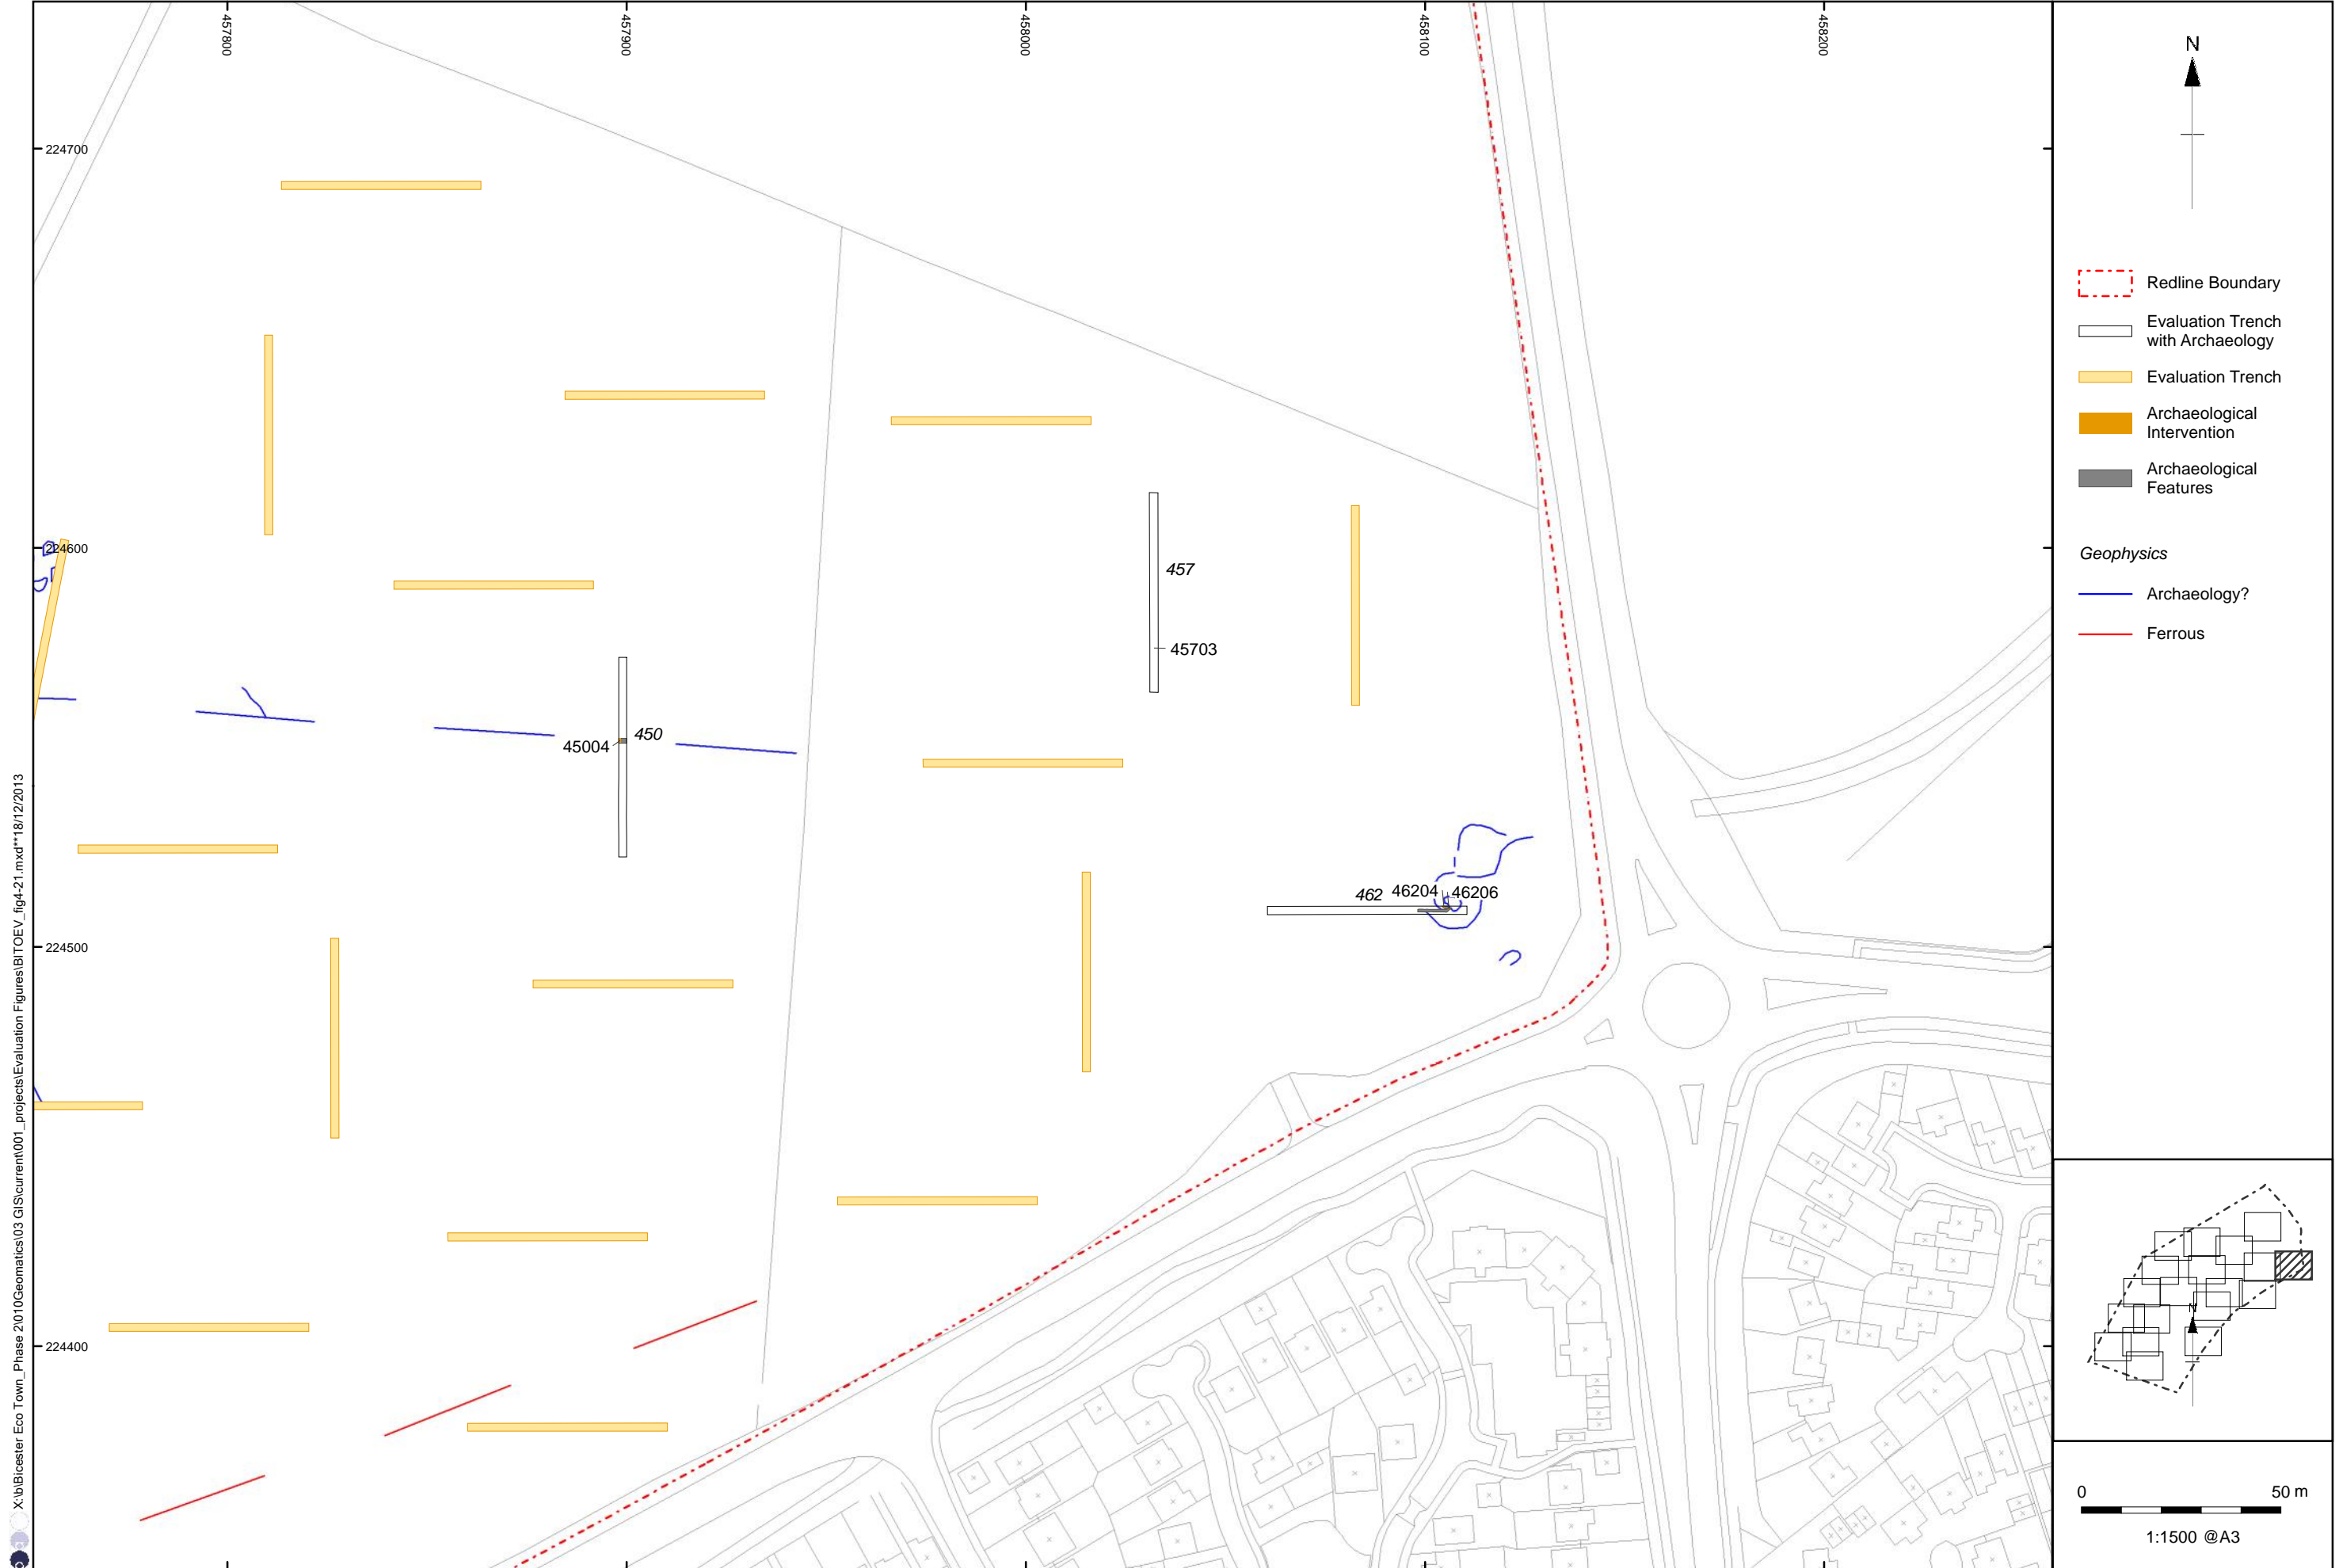 457800
457900
458000
458100
458200
224700
224600
224500
224400
457
45703
450
45004
462
46204
46206
X:\b\Bicester Eco Town_Phase 2\010Geomatics\03 GIS\current\001_projects\Evaluation Figures\BITOEV_fig4-21.mxd**18/12/2013
N
Redline Boundary
Evaluation Trench
with Archaeology
Evaluation Trench
Archaeological
Intervention
Archaeological
Features
Geophysics
Archaeology?
Ferrous
N
0
50 m
1:1500 @A3